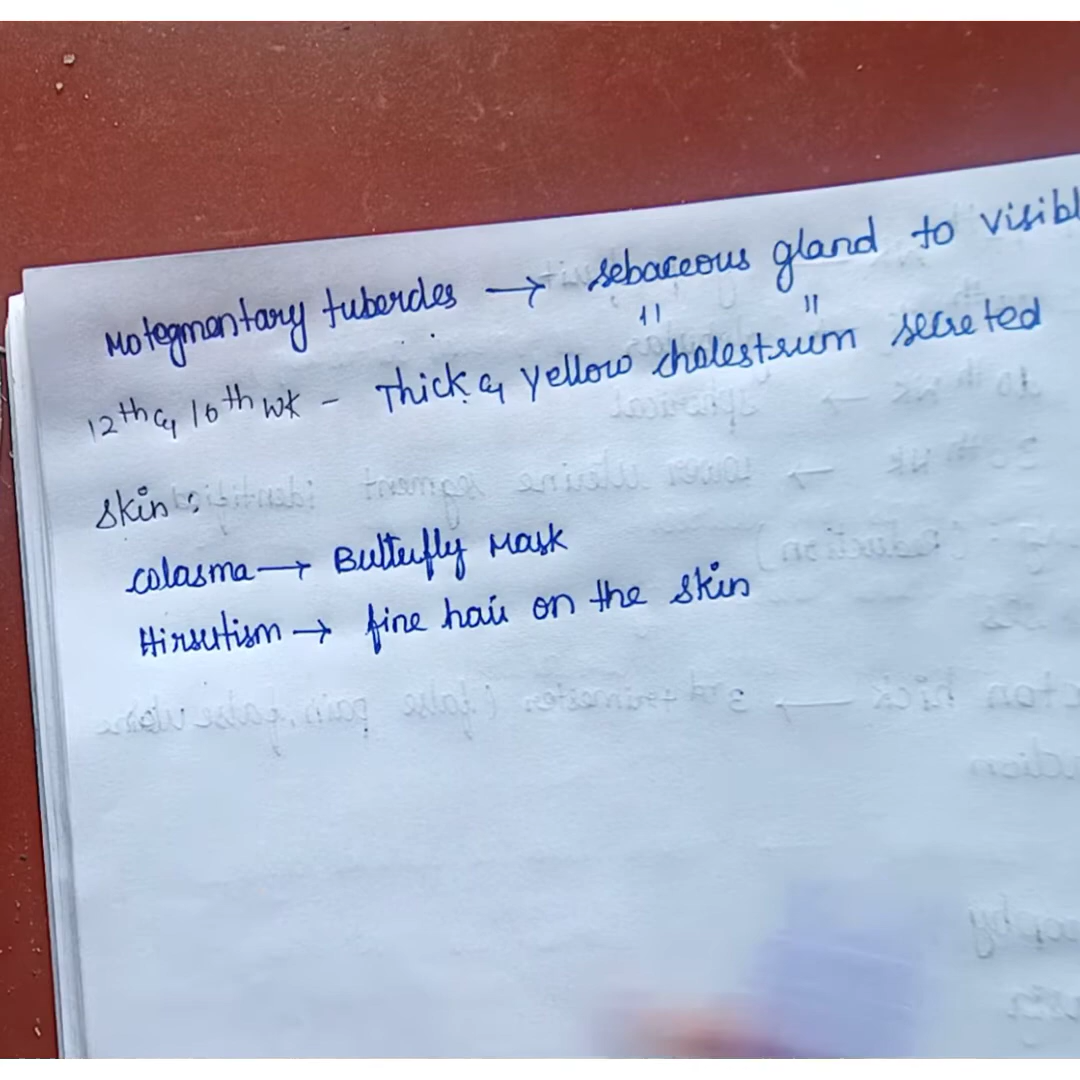 Motegmontary tubercles → sebaceous gland to visibl
" "
12th & 16th wk - Thick & yellow cholestrum secreted
Skin :
colasma → Butterfly Mask
Hirsutism → fine hair on the skin